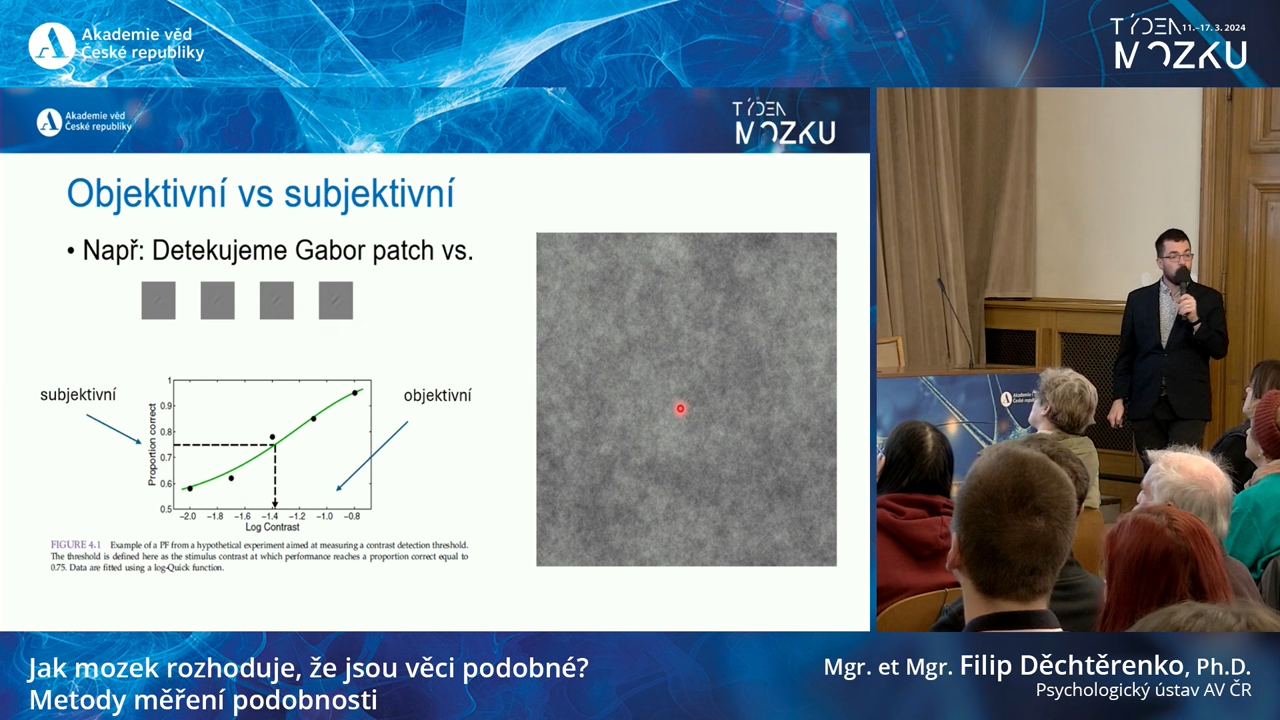 Akademie věd
České republiky
TÝDEN 11.–17. 3. 2024
MOZKU
Akademie věd
České republiky
TÝDEN
MOZKU
Objektivní vs subjektivní
• Např: Detekujeme Gabor patch vs.
subjektivní
objektivní
Proportion correct
1
0.9
0.8
0.7
0.6
0.5
−2.0 −1.8 −1.6 −1.4 −1.2 −1.0 −0.8
Log Contrast
FIGURE 4.1 Example of a PF from a hypothetical experiment aimed at measuring a contrast detection threshold.
The threshold is defined here as the stimulus contrast at which performance reaches a proportion correct equal to
0.75. Data are fitted using a log-Quick function.
Jak mozek rozhoduje, že jsou věci podobné?
Metody měření podobnosti
Mgr. et Mgr. Filip Děchtěrenko, Ph.D.
Psychologický ústav AV ČR